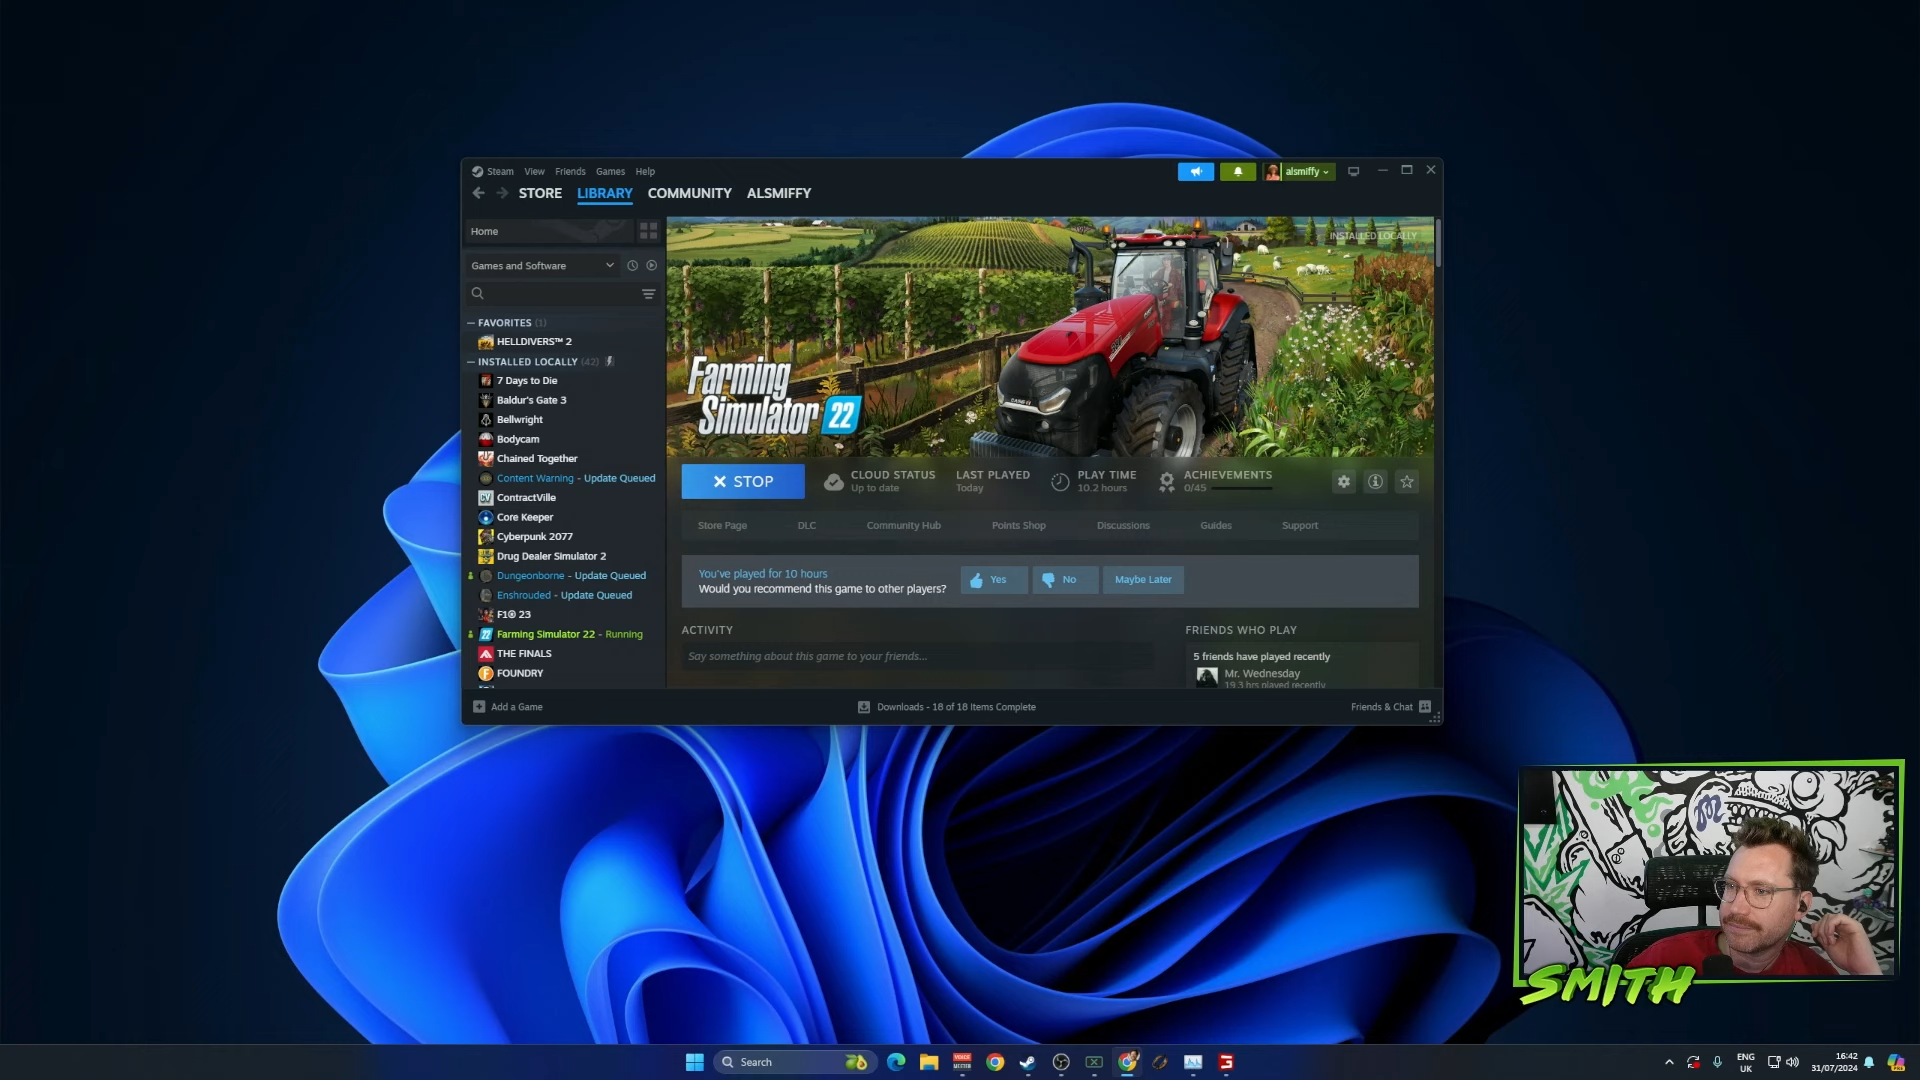 Steam View Friends Games Help
alsmiffy
STORE LIBRARY COMMUNITY ALSMIFFY
Home
Games and Software
— FAVORITES (1)
HELLDIVERS™ 2
— INSTALLED LOCALLY (42)
7 Days to Die
Baldur's Gate 3
Bellwright
Bodycam
Chained Together
Content Warning - Update Queued
ContractVille
Core Keeper
Cyberpunk 2077
Drug Dealer Simulator 2
Dungeonborne - Update Queued
Enshrouded - Update Queued
F1® 23
Farming Simulator 22 - Running
THE FINALS
FOUNDRY
INSTALLED LOCALLY
Farming
Simulator 22
STOP
CLOUD STATUS
Up to date
LAST PLAYED
Today
PLAY TIME
10.2 hours
ACHIEVEMENTS
0/45
Store Page DLC Community Hub Points Shop Discussions Guides Support
You've played for 10 hours
Would you recommend this game to other players?
Yes No Maybe Later
ACTIVITY
Say something about this game to your friends...
FRIENDS WHO PLAY
5 friends have played recently
Mr. Wednesday
19.3 hrs played recently
Add a Game
Downloads - 18 of 18 Items Complete
Friends & Chat
SMITH
Search
ENG
UK
16:42
31/07/2024